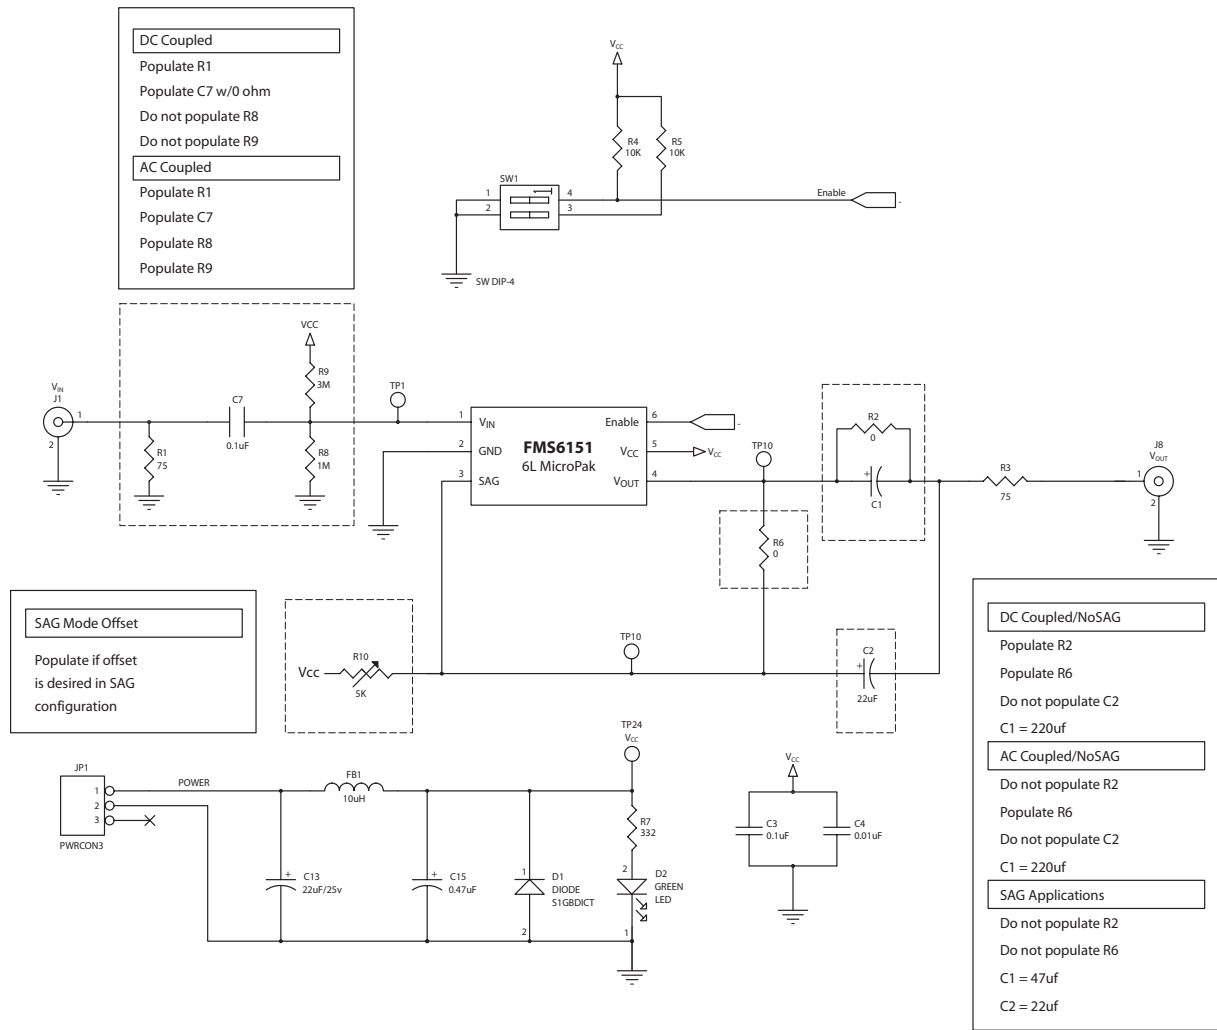 DC Coupled
Populate R1
Populate C7 w/0 ohm
Do not populate R8
Do not populate R9
AC Coupled
Populate R1
Populate C7
Populate R8
Populate R9
VCC
R4
10K
R5
10K
SW1
1
2
4
3
Enable
-
SW DIP-4
VIN
J1
1
2
R1
75
C7
0.1uF
VCC
R9
3M
R8
1M
TP1
1
2
3
VIN
GND
SAG
FMS6151
6L MicroPak
Enable
VCC
VOUT
6
5
4
-
VCC
TP10
R2
0
+
C1
R3
75
J8
VOUT
1
2
R6
0
SAG Mode Offset
Populate if offset
is desired in SAG
configuration
Vcc
R10
5K
TP10
C2
+
22uF
DC Coupled/NoSAG
Populate R2
Populate R6
Do not populate C2
C1 = 220uf
AC Coupled/NoSAG
Do not populate R2
Populate R6
Do not populate C2
C1 = 220uf
SAG Applications
Do not populate R2
Do not populate R6
C1 = 47uf
C2 = 22uf
JP1
1
2
3
PWRCON3
POWER
FB1
10uH
+
C13
22uF/25v
+
C15
0.47uF
1
D1
DIODE
S1GBDICT
2
TP24
VCC
R7
332
2
D2
GREEN
LED
1
VCC
C3
0.1uF
C4
0.01uF